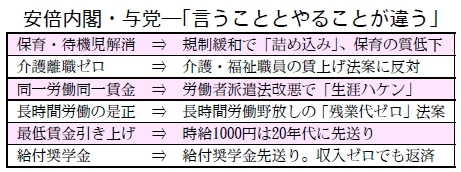 安倍内閣・与党―「言うこととやることが違う」
保育・待機児解消 ⇒ 規制緩和で「詰め込み」、保育の質低下
介護離職ゼロ ⇒ 介護・福祉職員の賃上げ法案に反対
同一労働同一賃金 ⇒ 労働者派遣法改悪で「生涯ハケン」
長時間労働の是正 ⇒ 長時間労働野放しの「残業代ゼロ」法案
最低賃金引き上げ ⇒ 時給1000円は20年代に先送り
給付奨学金 ⇒ 給付奨学金先送り。収入ゼロでも返済